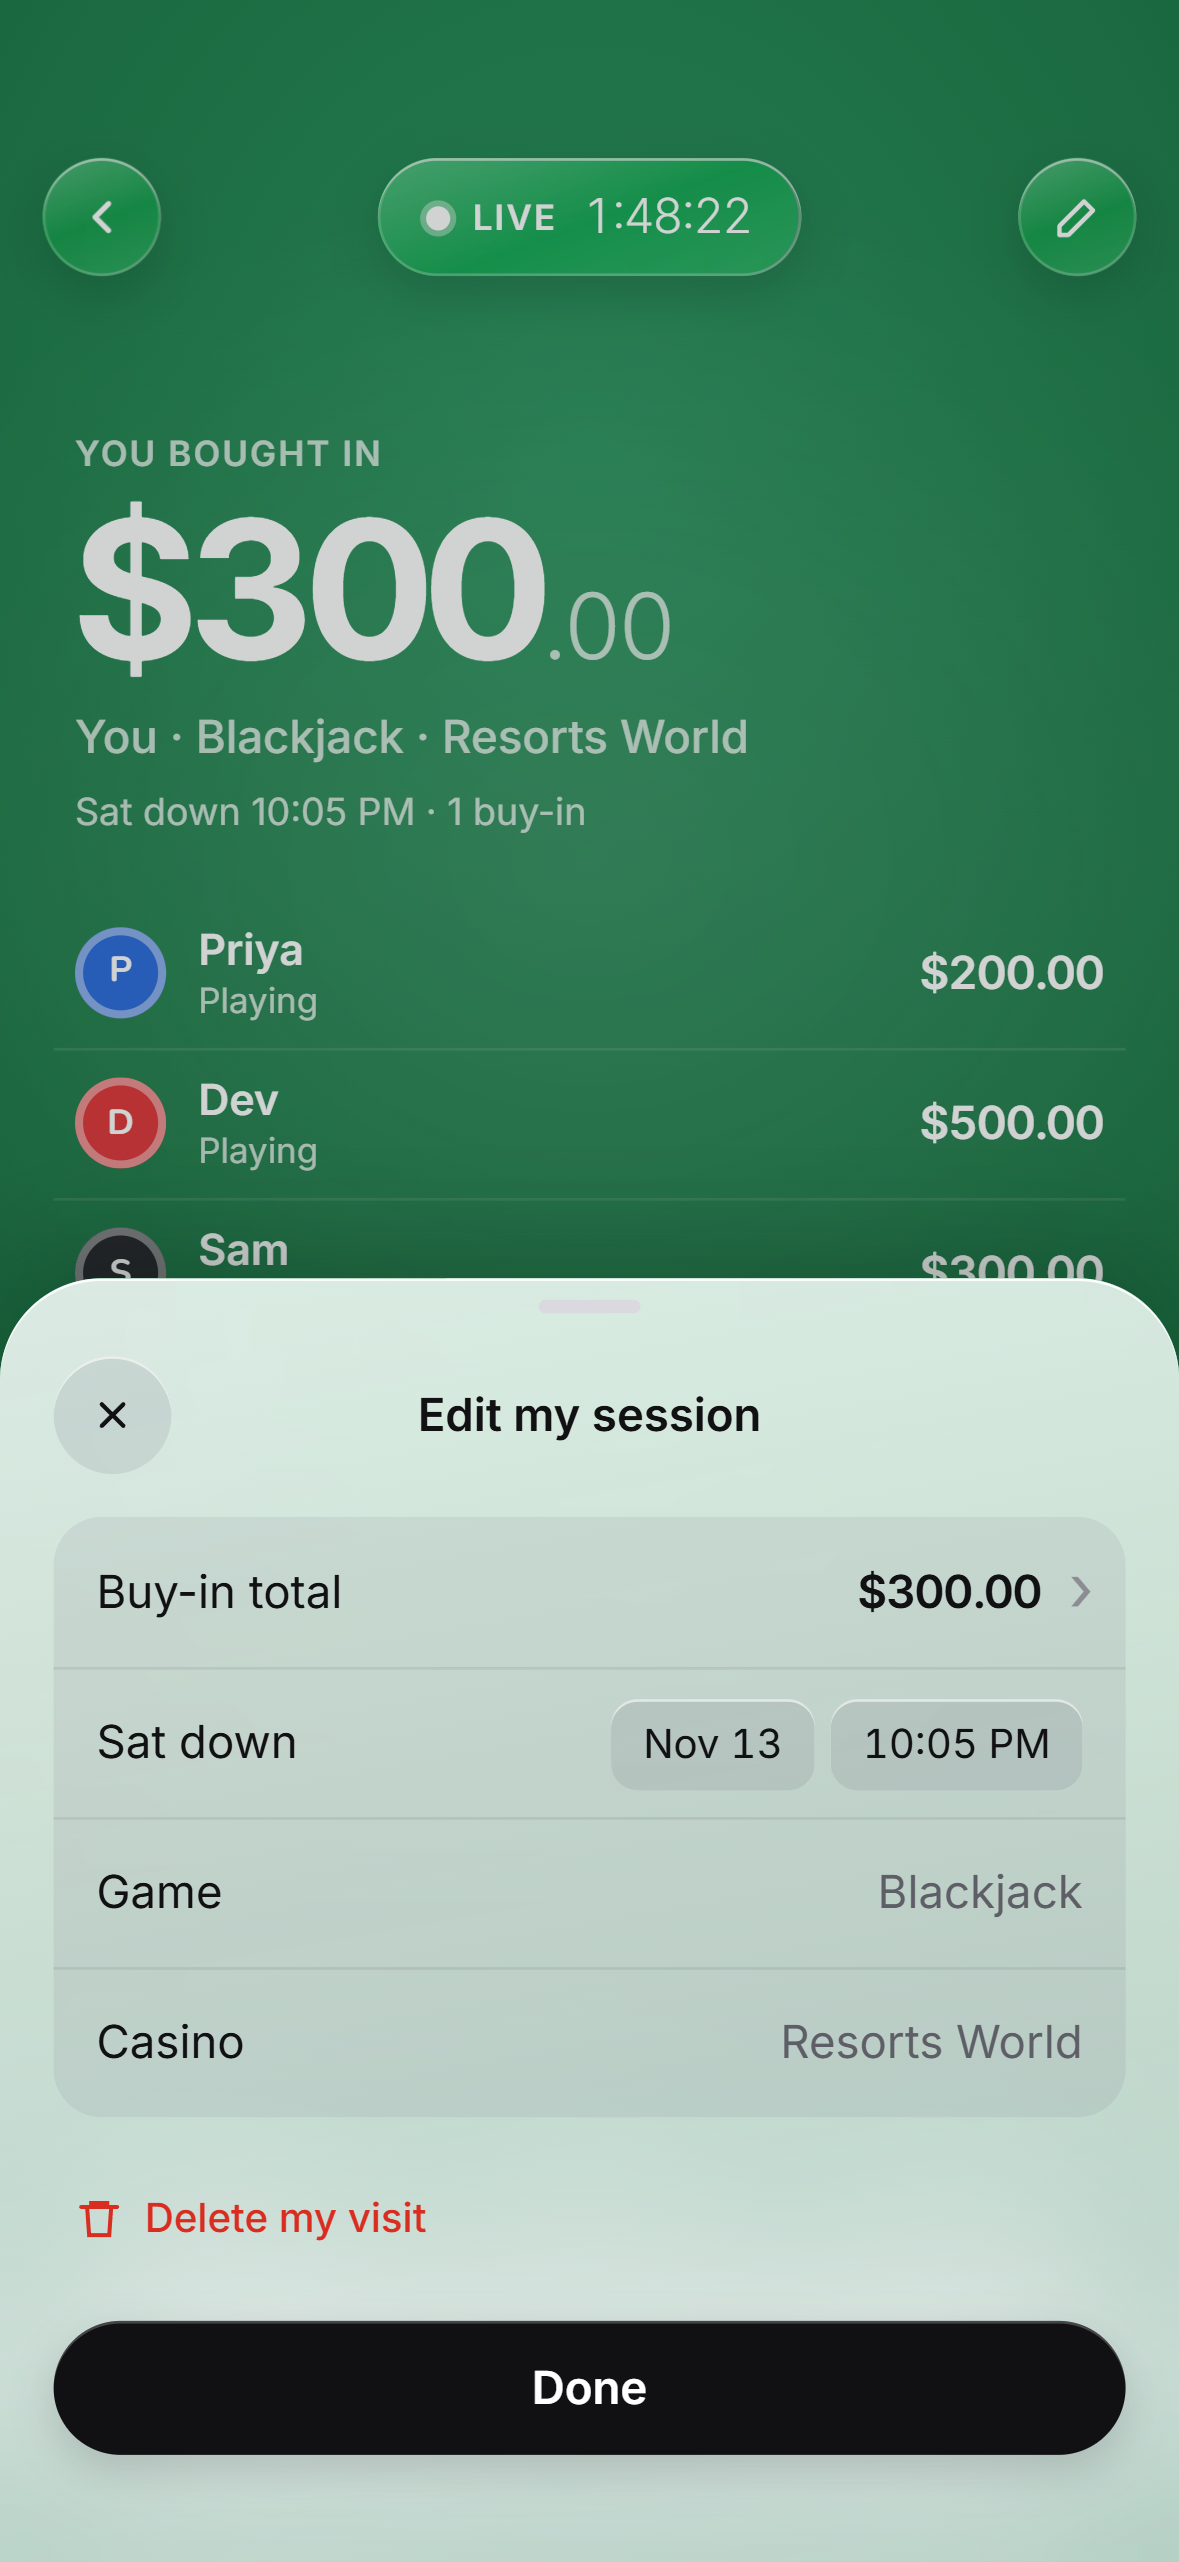 LIVE 1:48:22
YOU BOUGHT IN
$300.00
You · Blackjack · Resorts World
Sat down 10:05 PM · 1 buy-in
P
Priya
Playing
$200.00
D
Dev
Playing
$500.00
S
Sam
$300.00
Edit my session
Buy-in total $300.00
Sat down Nov 13 10:05 PM
Game Blackjack
Casino Resorts World
Delete my visit
Done